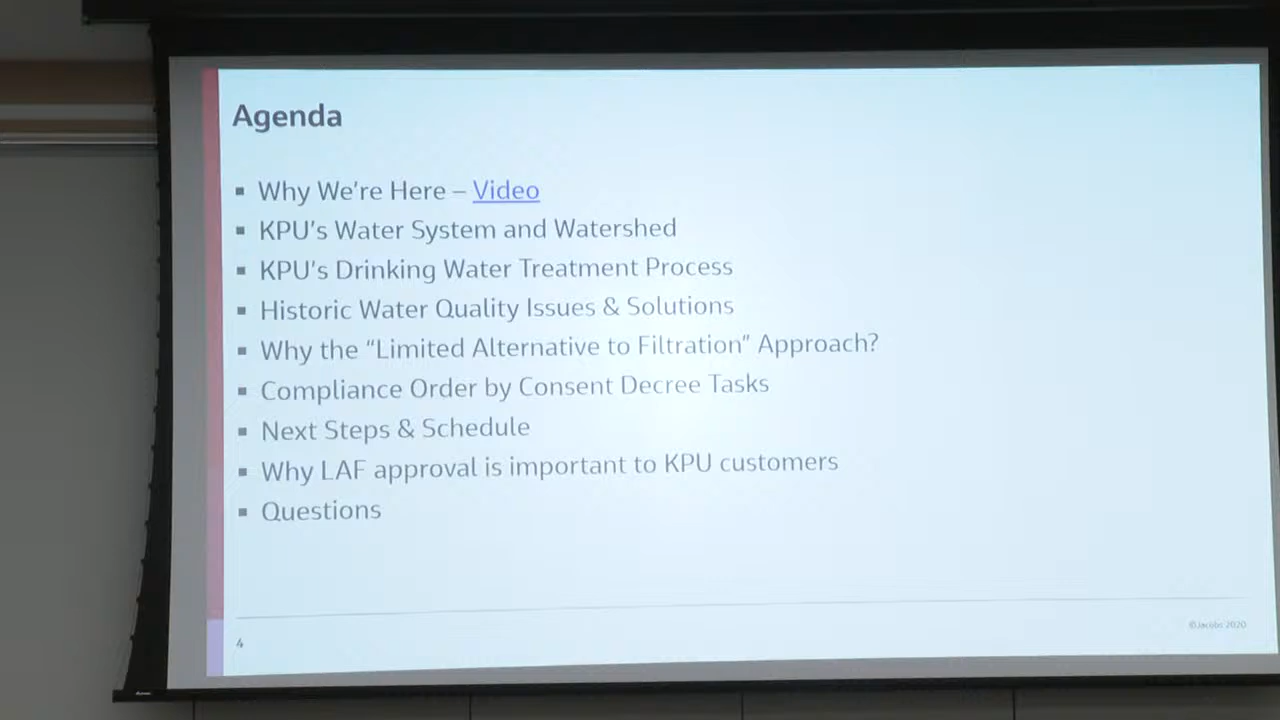 Agenda
▪ Why We're Here – Video
▪ KPU's Water System and Watershed
▪ KPU's Drinking Water Treatment Process
▪ Historic Water Quality Issues & Solutions
▪ Why the “Limited Alternative to Filtration” Approach?
▪ Compliance Order by Consent Decree Tasks
▪ Next Steps & Schedule
▪ Why LAF approval is important to KPU customers
▪ Questions
©Jacobs 2020
4